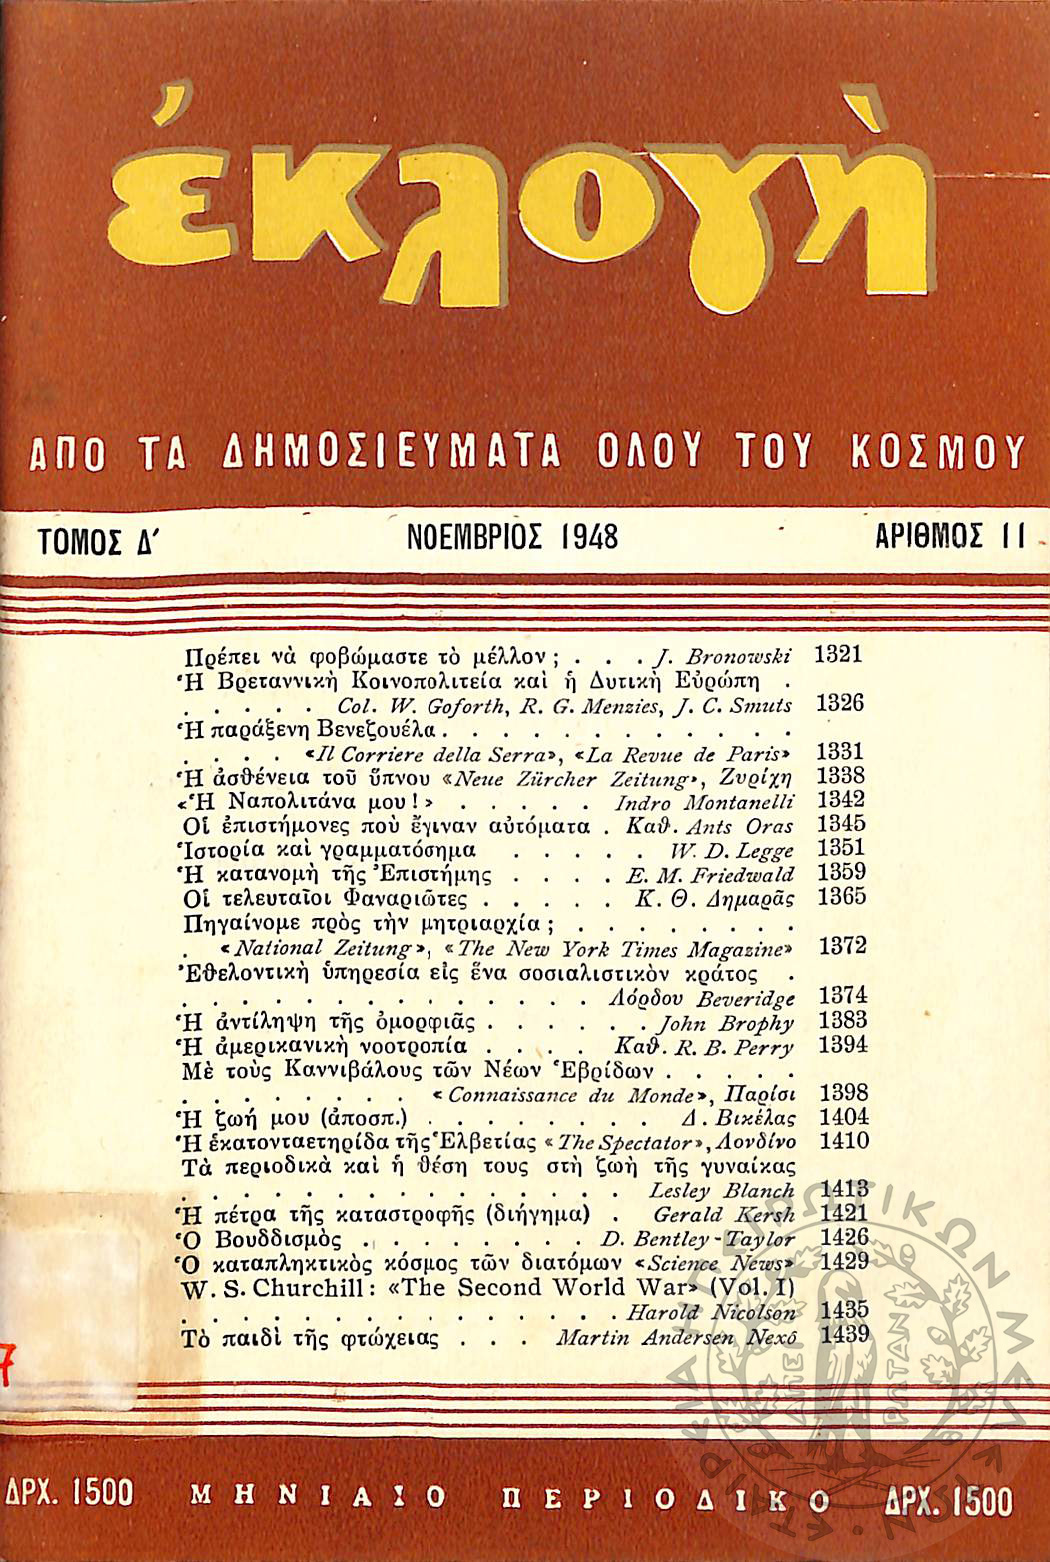 ἐκλογὴ
ΑΠΟ ΤΑ ΔΗΜΟΣΙΕΥΜΑΤΑ ΟΛΟΥ ΤΟΥ ΚΟΣΜΟΥ
ΤΟΜΟΣ Δ΄ ΝΟΕΜΒΡΙΟΣ 1948 ΑΡΙΘΜΟΣ 11
Πρέπει νὰ φοβώμαστε τὸ μέλλον ; . . . J. Bronowski 1321
Ἡ Βρεταννικὴ Κοινοπολιτεία καὶ ἡ Δυτικὴ Εὐρώπη .
. . . . . Col. W. Goforth, R. G. Menzies, J. C. Smuts 1326
Ἡ παράξενη Βενεζουέλα . . . . . . . . . . . .
. . . . «Il Corriere della Serra», «La Revue de Paris» 1331
Ἡ ἀσθένεια τοῦ ὕπνου «Neue Zürcher Zeitung», Ζυρίχη 1338
«Ἡ Ναπολιτάνα μου ! » . . . . . Indro Montanelli 1342
Οἱ ἐπιστήμονες ποὺ ἔγιναν αὐτόματα . Καθ. Ants Oras 1345
Ἱστορία καὶ γραμματόσημα . . . . . W. D. Legge 1351
Ἡ κατανομὴ τῆς Ἐπιστήμης . . . . E. M. Friedwald 1359
Οἱ τελευταῖοι Φαναριῶτες . . . . . Κ. Θ. Δημαρᾶς 1365
Πηγαίνομε πρὸς τὴν μητριαρχία ; . . . . . . . .
. «National Zeitung», «The New York Times Magazine» 1372
Ἐθελοντικὴ ὑπηρεσία εἰς ἕνα σοσιαλιστικὸν κράτος .
. . . . . . . . . . . . . . Λόρδου Beveridge 1374
Ἡ ἀντίληψη τῆς ὀμορφιᾶς . . . . . . John Brophy 1383
Ἡ ἀμερικανικὴ νοοτροπία . . . . Καθ. R. B. Perry 1394
Μὲ τοὺς Καννιβάλους τῶν Νέων Ἑβρίδων . . . . .
. . . . . . . . «Connaissance du Monde», Παρίσι 1398
Ἡ ζωή μου (ἀποσπ.) . . . . . . . . Δ. Βικέλας 1404
Ἡ ἑκατονταετηρίδα τῆς Ἑλβετίας «The Spectator», Λονδίνο 1410
Τὰ περιοδικὰ καὶ ἡ θέση τους στὴ ζωὴ τῆς γυναίκας
. . . . . . . . . . . . . . . Lesley Blanch 1413
Ἡ πέτρα τῆς καταστροφῆς (διήγημα) . Gerald Kersh 1421
Ὁ Βουδδισμὸς . . . . . . . . D. Bentley - Taylor 1426
Ὁ καταπληκτικὸς κόσμος τῶν διατόμων «Science News» 1429
W. S. Churchill : «The Second World War» (Vol. I)
. . . . . . . . . . . . . . Harold Nicolson 1435
Τὸ παιδὶ τῆς φτώχειας . . . Martin Andersen Nexö 1439
ΔΡΧ. 1500 ΜΗΝΙΑΙΟ ΠΕΡΙΟΔΙΚΟ ΔΡΧ. 1500
7
ΕΤΑΙΡΕΙΑ ΗΠΕΙΡΩΤΙΚΩΝ ΜΕΛΕΤΩΝ
ΑΠΕΙ ΡΩΤΑΝ